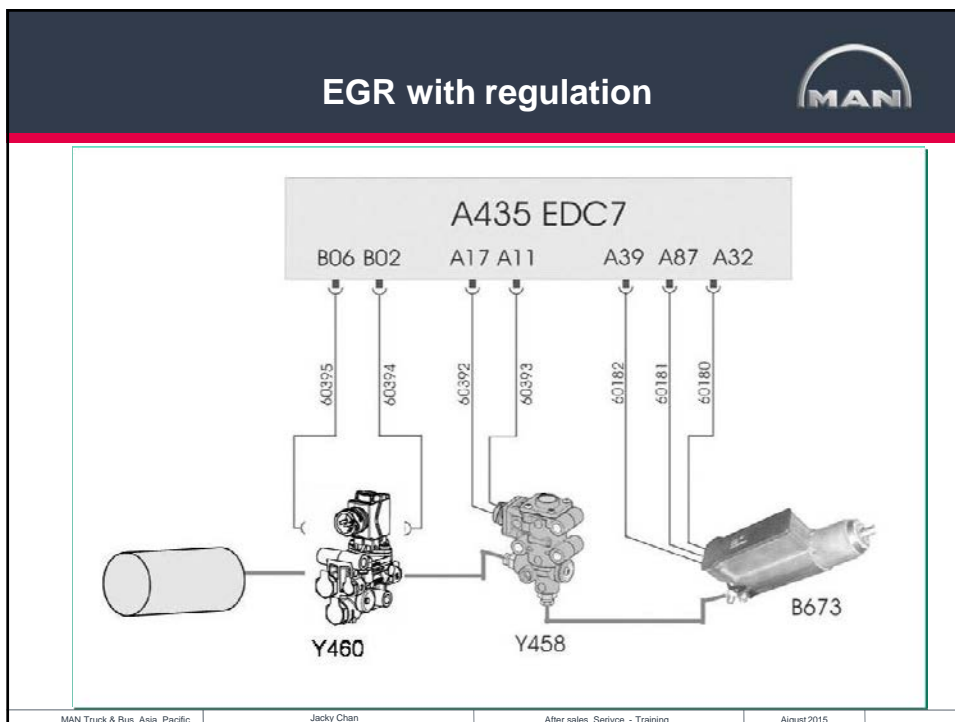 EGR with regulation
MAN
A435 EDC7
B06 B02 A17 A11 A39 A87 A32
60395
60394
60392
60393
60182
60181
60180
Y460
Y458
B673
MAN Truck & Bus Asia Pacific
Jacky Chan
After sales Serivce - Training
Aigust 2015